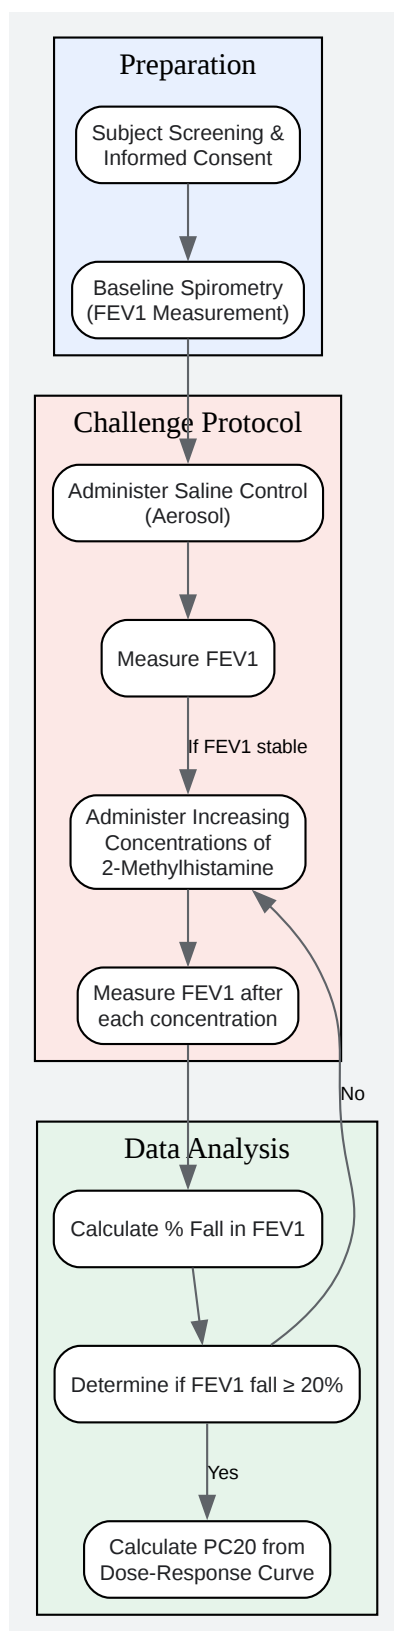 Preparation
Subject Screening &
Informed Consent
Baseline Spirometry
(FEV1 Measurement)
Challenge Protocol
Administer Saline Control
(Aerosol)
Measure FEV1
If FEV1 stable
Administer Increasing
Concentrations of
2-Methylhistamine
Measure FEV1 after
each concentration
No
Data Analysis
Calculate % Fall in FEV1
Determine if FEV1 fall ≥ 20%
Yes
Calculate PC20 from
Dose-Response Curve